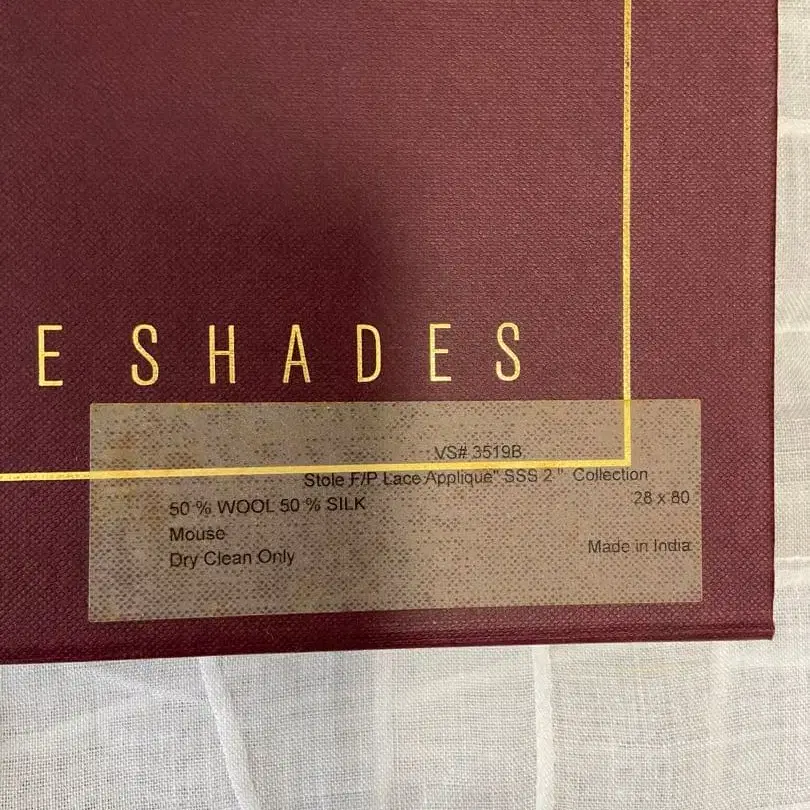 E SHADES
VS# 3519B
Stole F/P Lace Applique" SSS 2 " Collection
50 % WOOL 50 % SILK 28 x 80
Mouse
Dry Clean Only Made in India